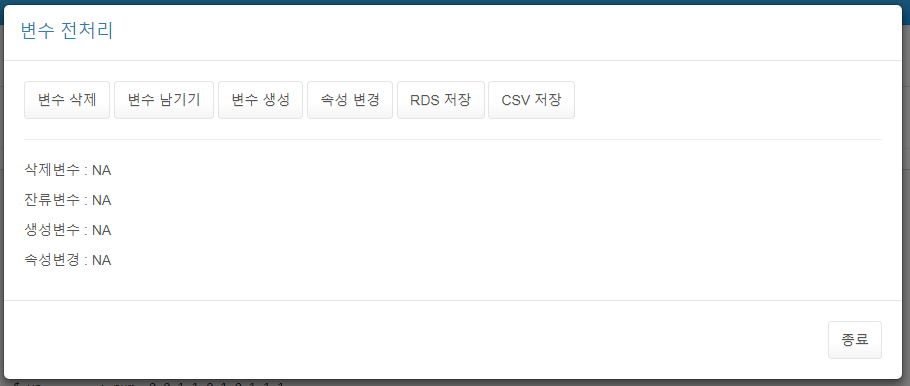 변수 전처리
변수 삭제 변수 남기기 변수 생성 속성 변경 RDS 저장 CSV 저장
삭제변수 : NA
잔류변수 : NA
생성변수 : NA
속성변경 : NA
종료